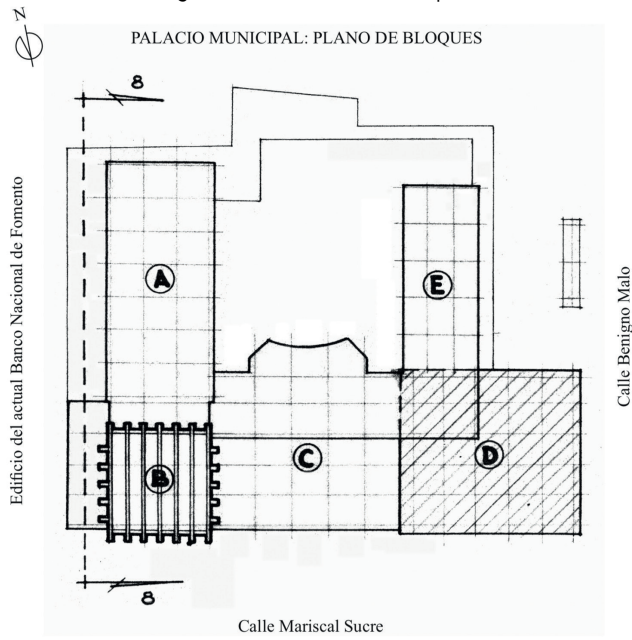 N
PALACIO MUNICIPAL: PLANO DE BLOQUES
8
Edificio del actual Banco Nacional de Fomento
A
E
Calle Benigno Malo
B
C
D
8
Calle Mariscal Sucre